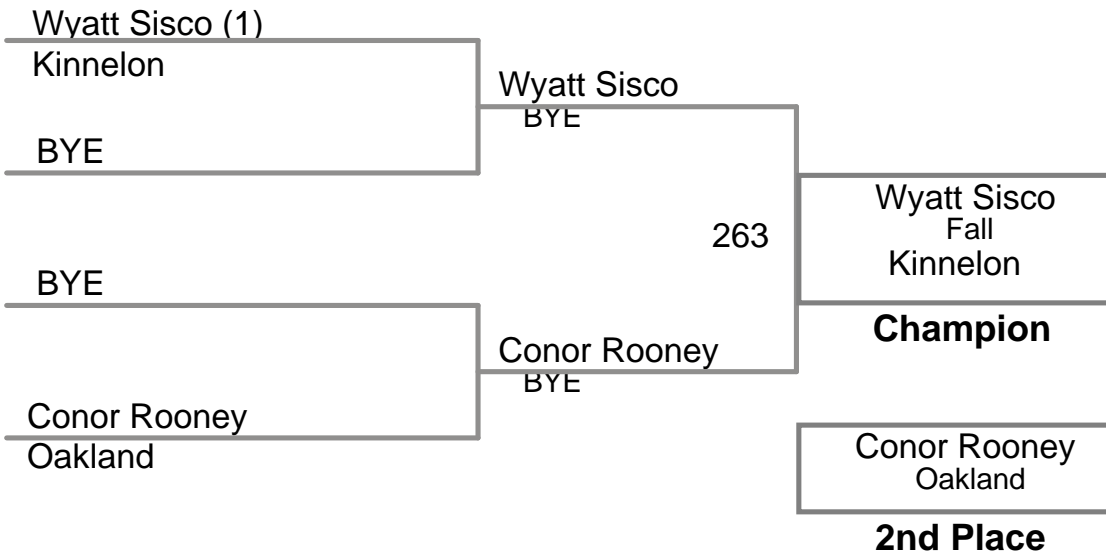 Wyatt Sisco (1)
Kinnelon
BYE
BYE
Conor Rooney
Oakland
Wyatt Sisco
BYE
Conor Rooney
BYE
263
Wyatt Sisco
Fall
Kinnelon
Champion
Conor Rooney
Oakland
2nd Place